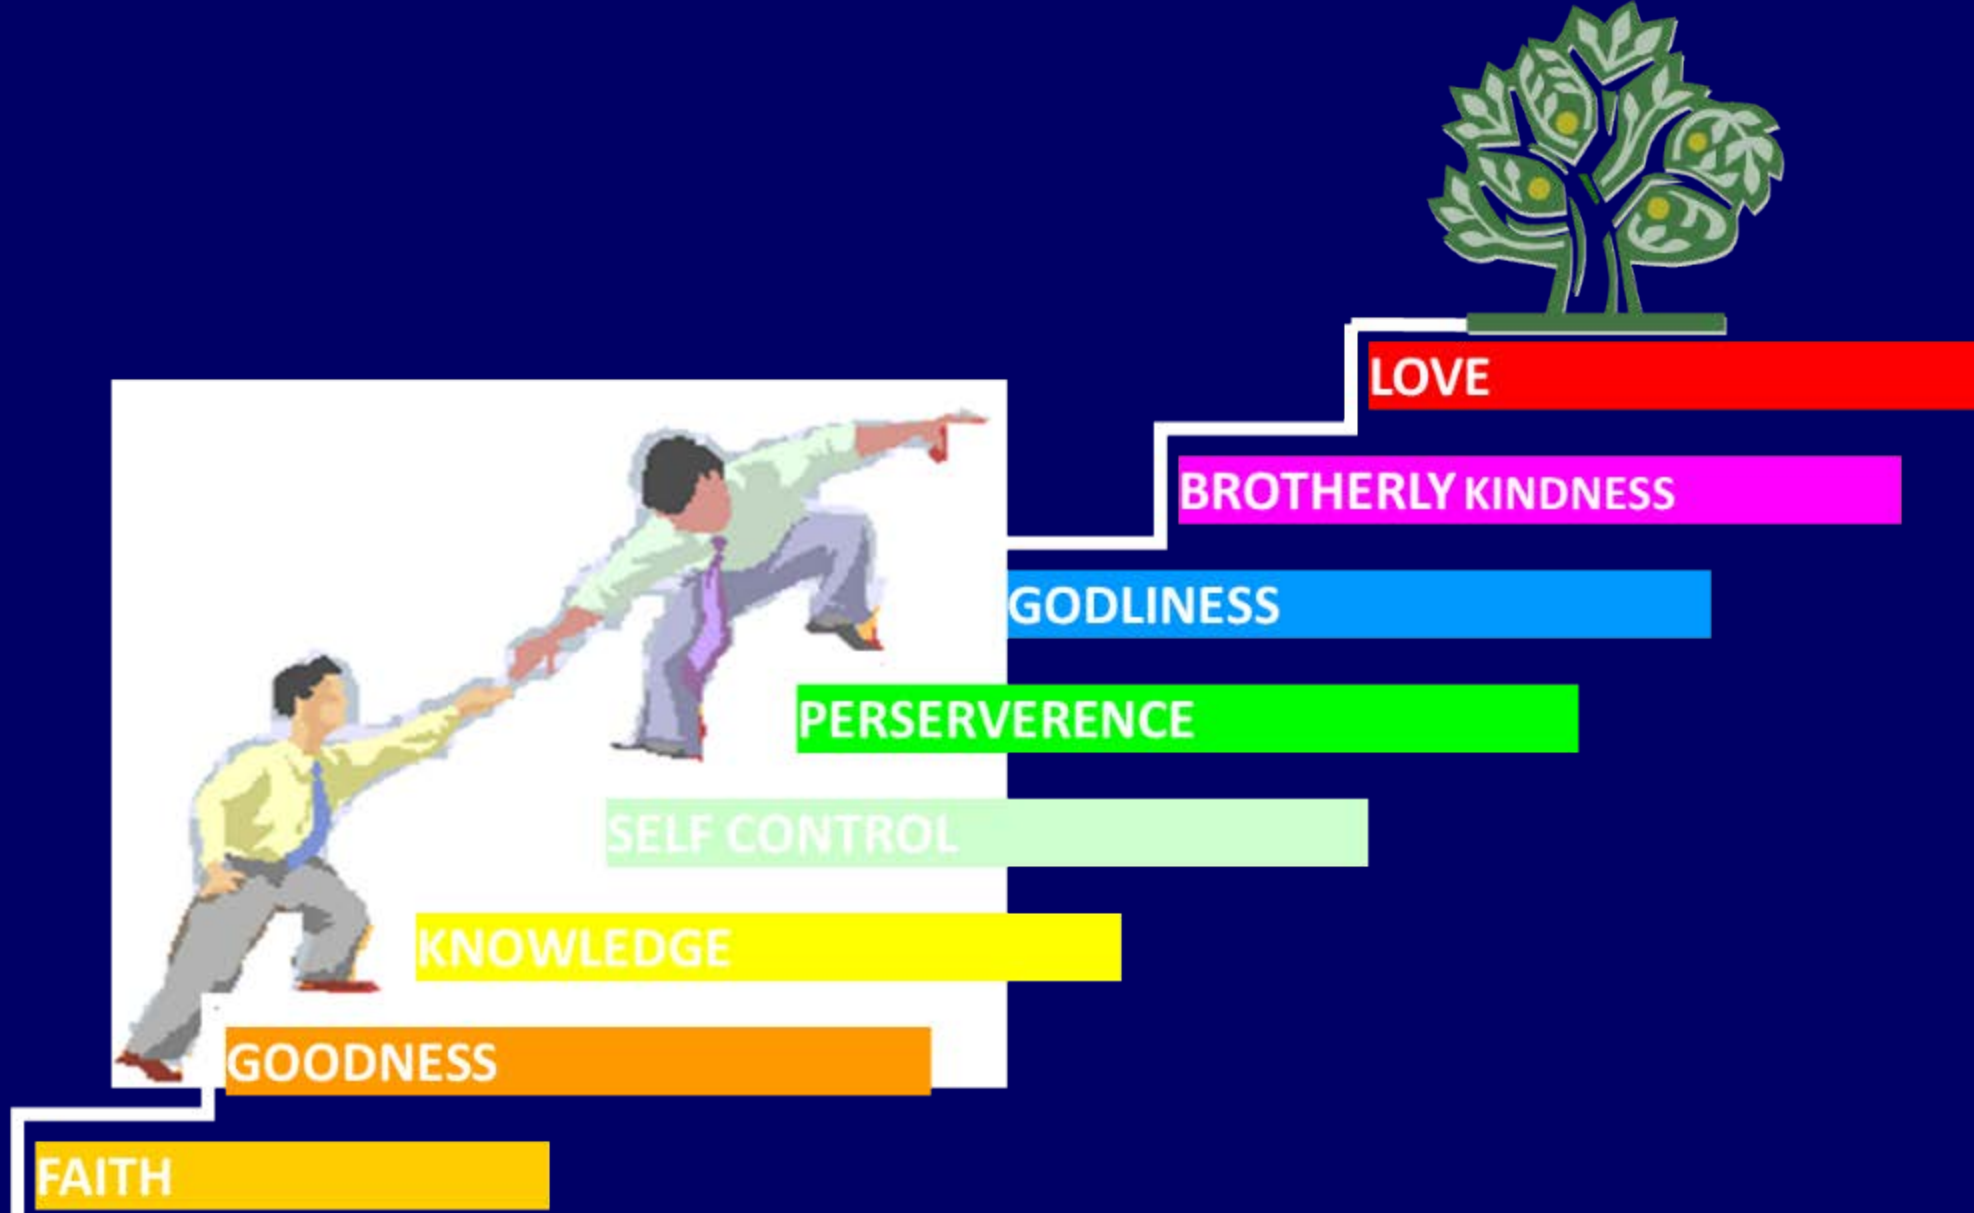 LOVE
BROTHERLY KINDNESS
GODLINESS
PERSERVERENCE
SELF CONTROL
KNOWLEDGE
GOODNESS
FAITH